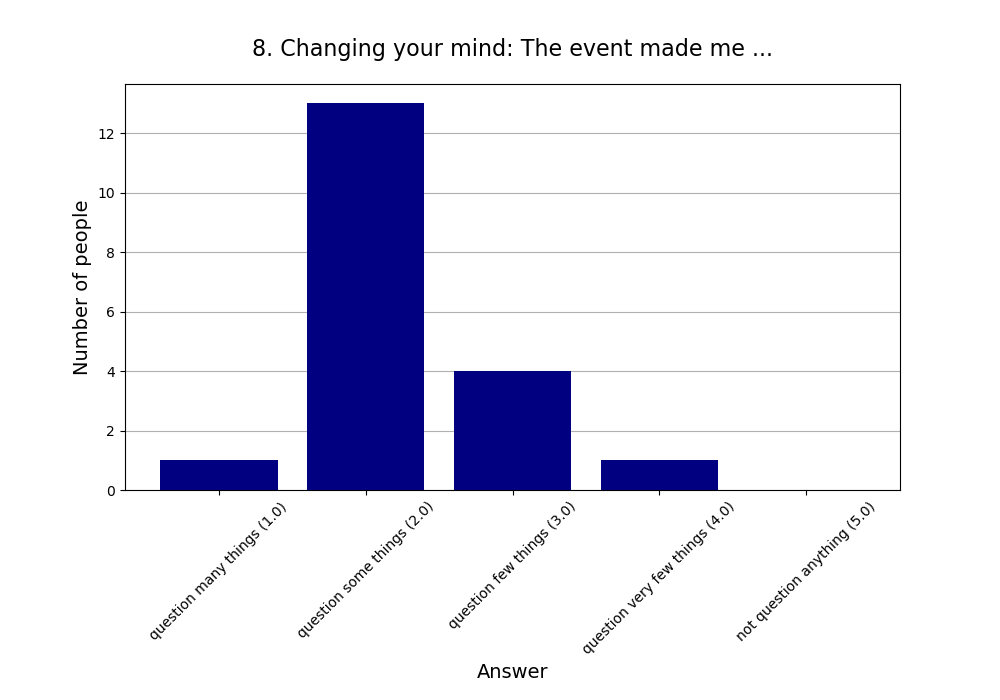 8. Changing your mind: The event made me ...
Number of people
12
10
8
6
4
2
0
question many things (1.0)
question some things (2.0)
question few things (3.0)
question very few things (4.0)
not question anything (5.0)
Answer